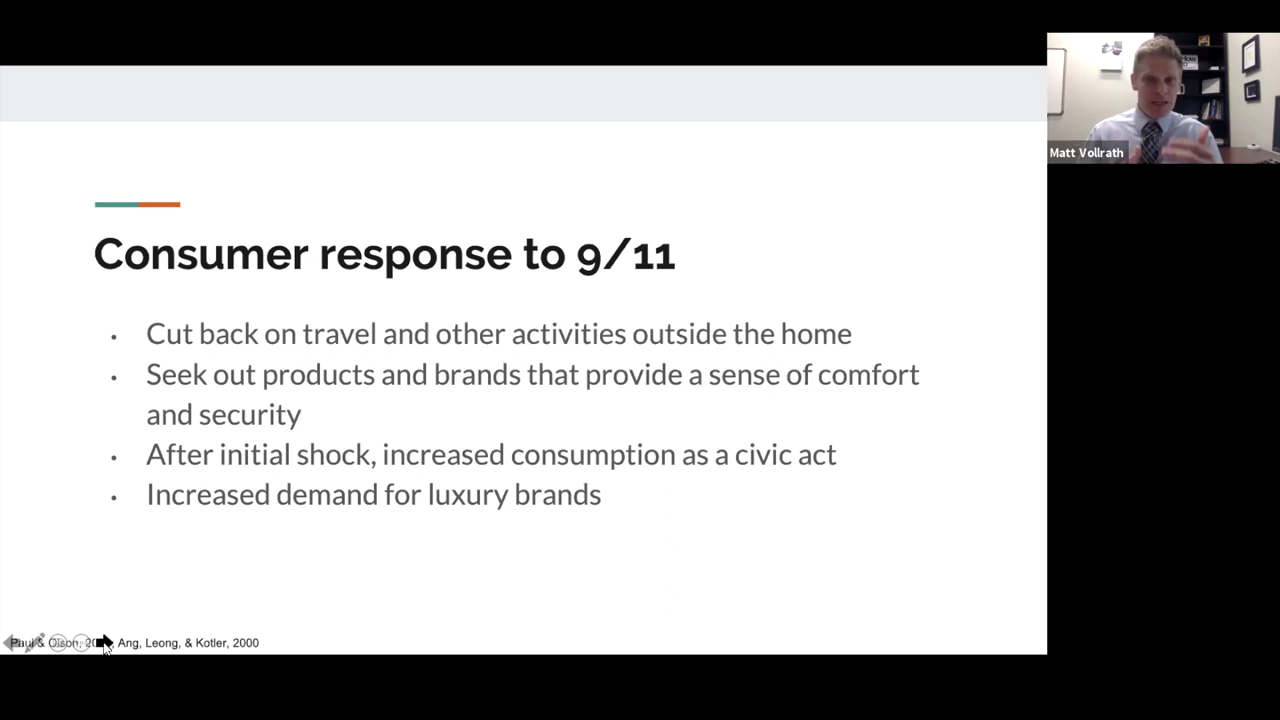 Consumer response to 9/11
• Cut back on travel and other activities outside the home
• Seek out products and brands that provide a sense of comfort
and security
• After initial shock, increased consumption as a civic act
• Increased demand for luxury brands
Paul & Olson, Ang, Leong, & Kotler, 2000
Matt Vollrath